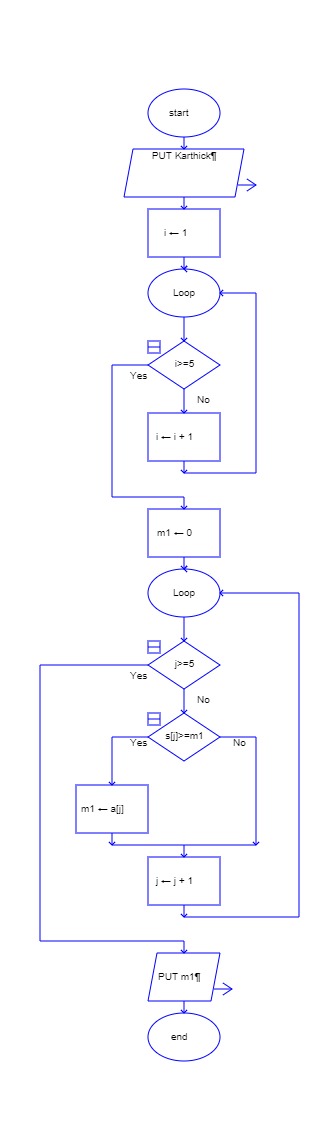 start
PUT Karthick¶
i ← 1
Loop
i>=5
Yes
No
i ← i + 1
m1 ← 0
Loop
j>=5
Yes
No
s[j]>=m1
Yes
No
m1 ← a[j]
j ← j + 1
PUT m1¶
end